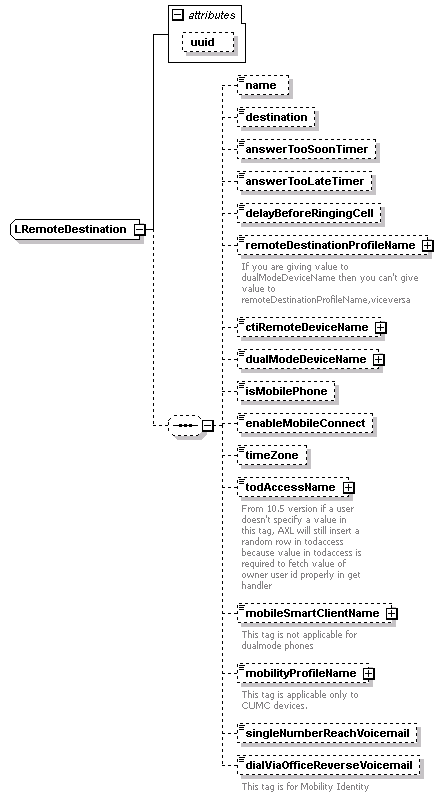 attributes
uuid
name
destination
answerTooSoonTimer
answerTooLateTimer
LRemoteDestination
delayBeforeRingingCell
remoteDestinationProfileName
If you are giving value to
dualModeDeviceName then you can't give
value to
remoteDestinationProfileName,viceversa
ctiRemoteDeviceName
dualModeDeviceName
isMobilePhone
enableMobileConnect
timeZone
todAccessName
From 10.5 version if a user
doesn't specify a value in
this tag, AXL will still insert a
random row in todaccess
because value in todaccess is
required to fetch value of
owner user id properly in get
handler
mobileSmartClientName
This tag is not applicable for
dualmode phones
mobilityProfileName
This tag is applicable only to
CUMC devices.
singleNumberReachVoicemail
dialViaOfficeReverseVoicemail
This tag is for Mobility Identity